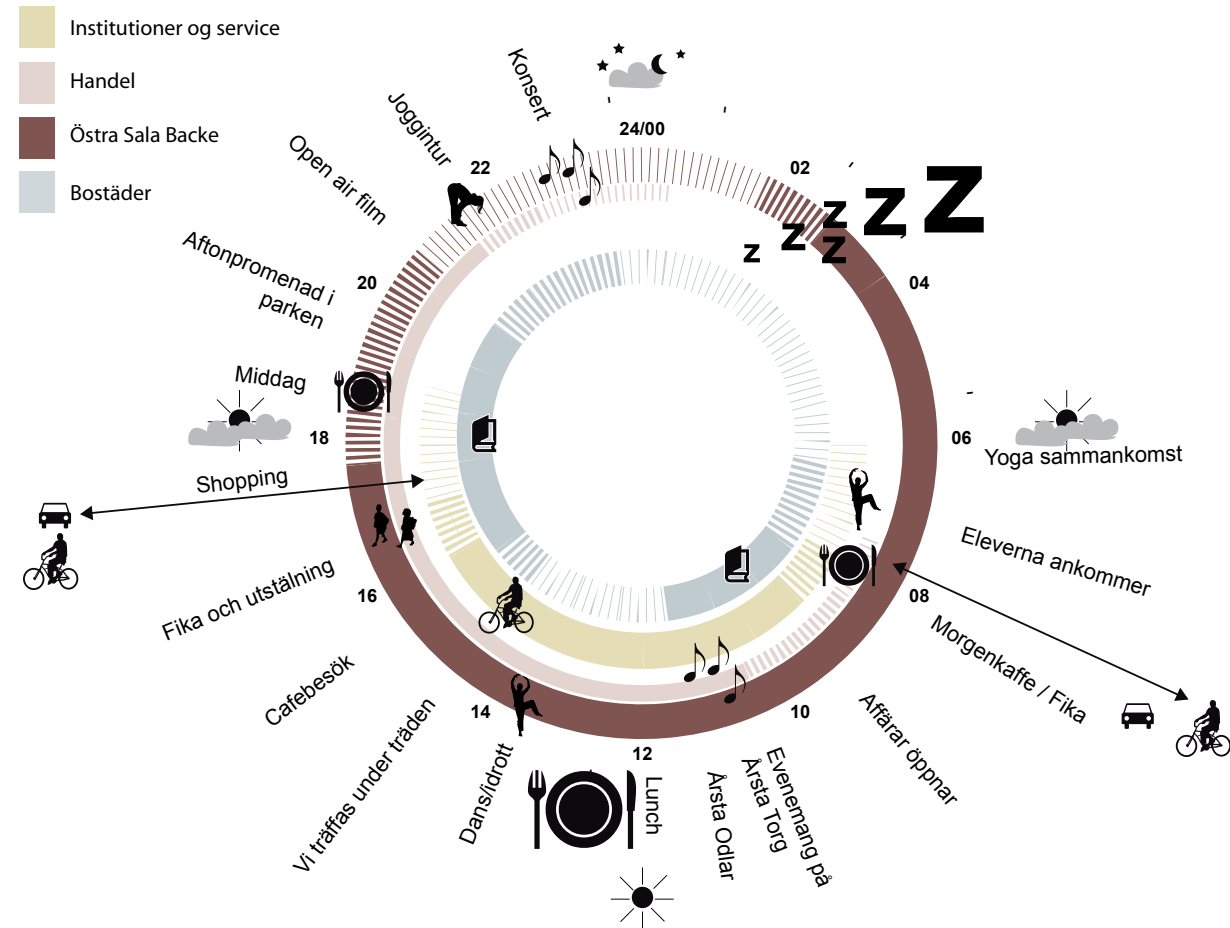 Institutioner og service
Handel
Östra Sala Backe
Bostäder
24/00
02
04
06
08
10
12
14
16
18
20
22
Konsert
Joggintur
Open air film
Aftonpromenad i
parken
Middag
Shopping
Fika och utstälning
Cafebesök
Vi träffas under träden
Dans/idrott
Lunch
Årsta Odlar
Evenemang på
Årsta Torg
Affärar öppnar
Morgenkaffe / Fika
Eleverna ankommer
Yoga sammankomst
z z z z z z